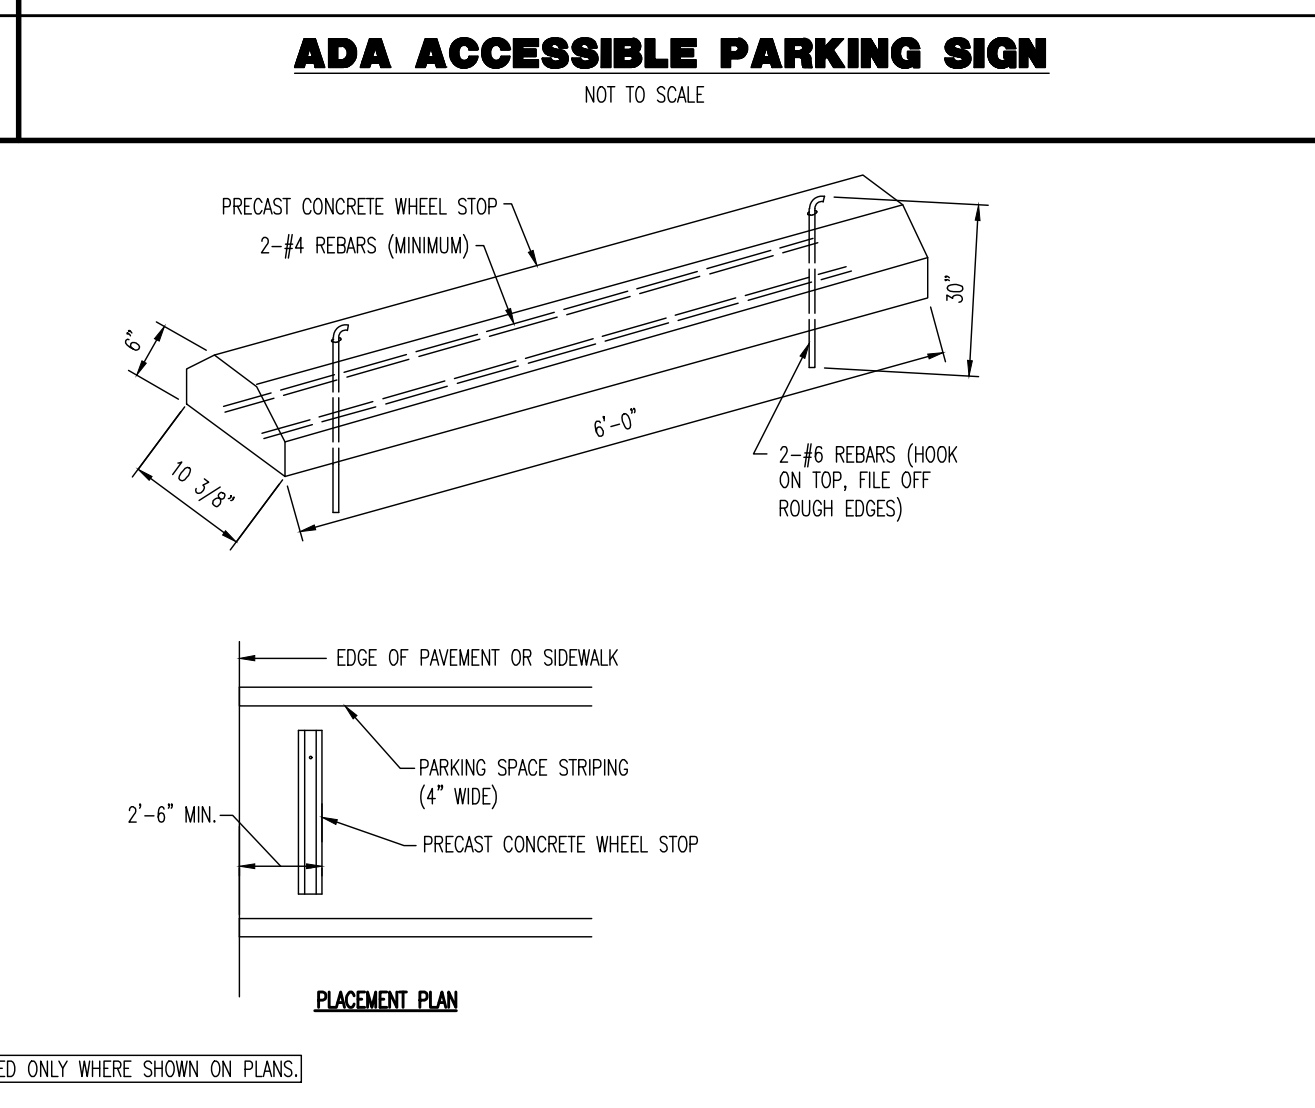 ADA ACCESSIBLE PARKING SIGN
NOT TO SCALE
PRECAST CONCRETE WHEEL STOP
2-#4 REBARS (MINIMUM)
6"
30"
6'-0"
10 3/8"
2-#6 REBARS (HOOK
ON TOP, FILE OFF
ROUGH EDGES)
EDGE OF PAVEMENT OR SIDEWALK
PARKING SPACE STRIPING
(4" WIDE)
2'-6" MIN.
PRECAST CONCRETE WHEEL STOP
PLACEMENT PLAN
ED ONLY WHERE SHOWN ON PLANS.